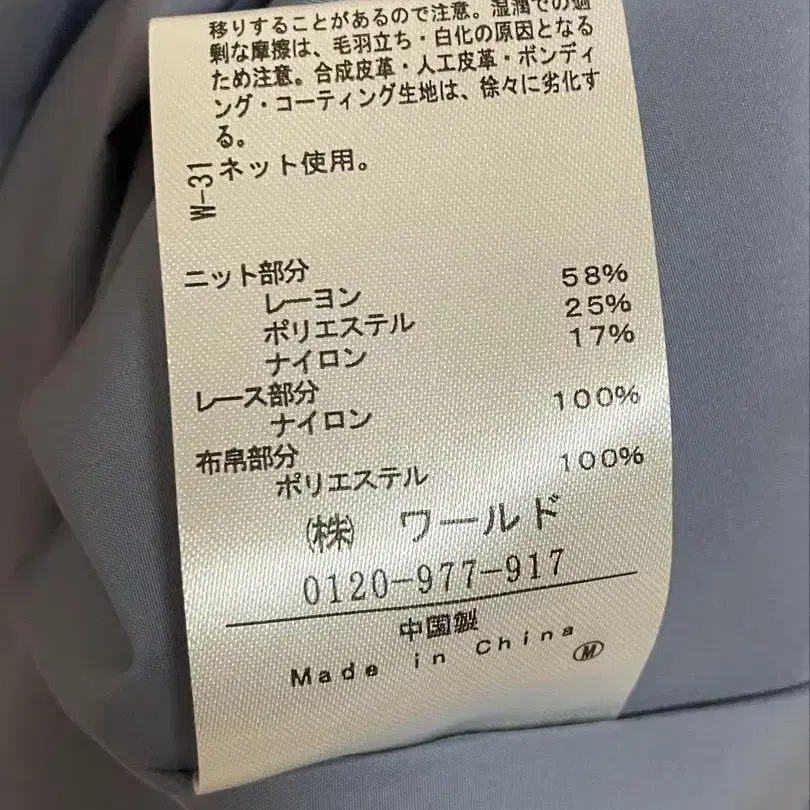 移りすることがあるので注意。湿潤での過
剰な摩擦は、毛羽立ち・白化の原因となる
ため注意。合成皮革・人工皮革・ボンディ
ング・コーティング生地は、徐々に劣化す
る。
W-31
ネット使用。
ニット部分
レーヨン 58%
ポリエステル 25%
ナイロン 17%
レース部分
ナイロン 100%
布帛部分
ポリエステル 100%
㈱ ワールド
0120-977-917
中国製
Made in China
M